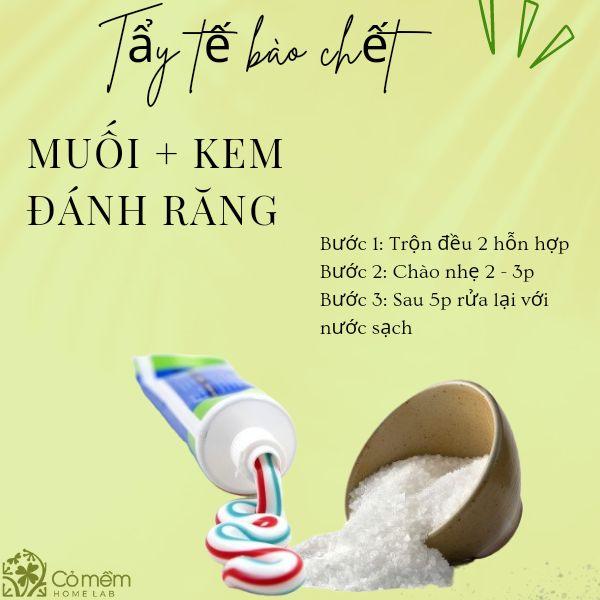 Tẩy tế bào chết
MUỐI + KEM
ĐÁNH RĂNG
Bước 1: Trộn đều 2 hỗn hợp
Bước 2: Chào nhẹ 2 - 3p
Bước 3: Sau 5p rửa lại với
nước sạch
Cỏ mềm
HOME LAB